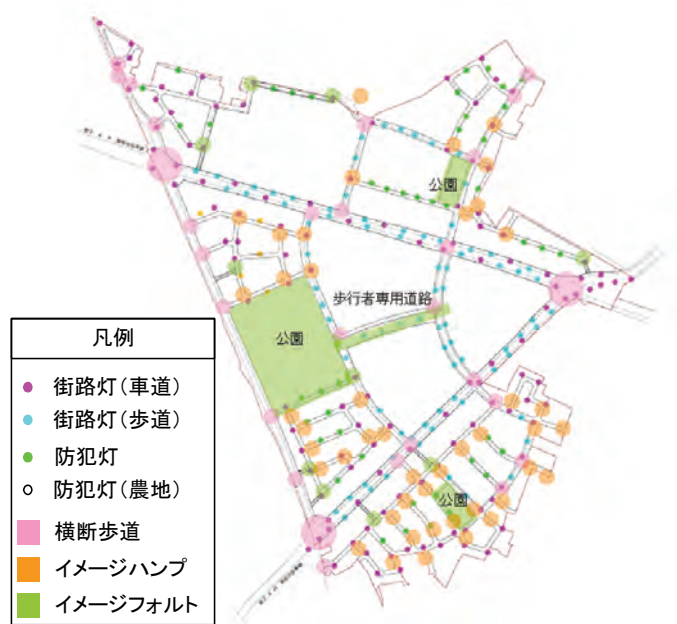 公園
歩行者専用道路
公園
公園
凡例
街路灯(車道)
街路灯(歩道)
防犯灯
防犯灯(農地)
横断歩道
イメージハンプ
イメージフォルト